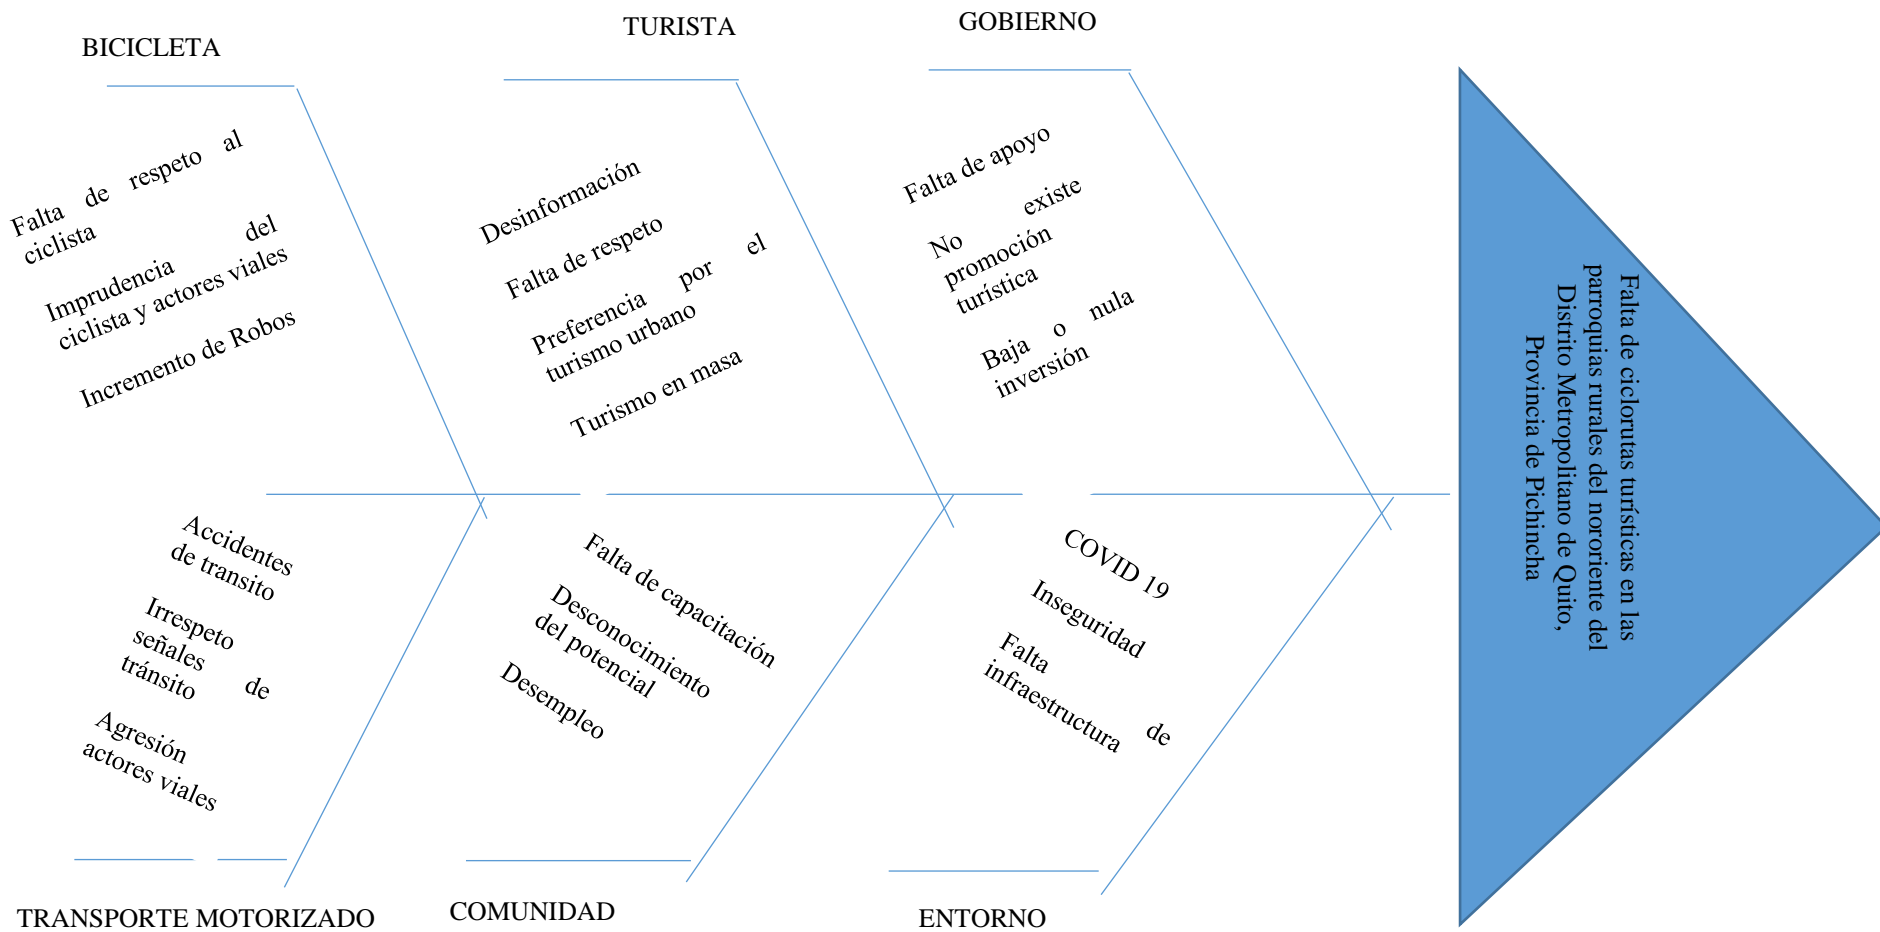 BICICLETA
TURISTA
GOBIERNO
Falta de respeto al
ciclista
Imprudencia del
ciclista y actores viales
Incremento de Robos
Desinformación
Falta de respeto
Preferencia por el
turismo urbano
Turismo en masa
Falta de apoyo
No existe
promoción
turística
Baja o nula
inversión
Falta de ciclorutas turísticas en las
parroquias rurales del nororiente del
Distrito Metropolitano de Quito,
Provincia de Pichincha
Accidentes
de transito
Irrespeto
señales de
tránsito
Agresión
actores viales
Falta de capacitación
Desconocimiento
del potencial
Desempleo
COVID 19
Inseguridad
Falta de
infraestructura
TRANSPORTE MOTORIZADO
COMUNIDAD
ENTORNO